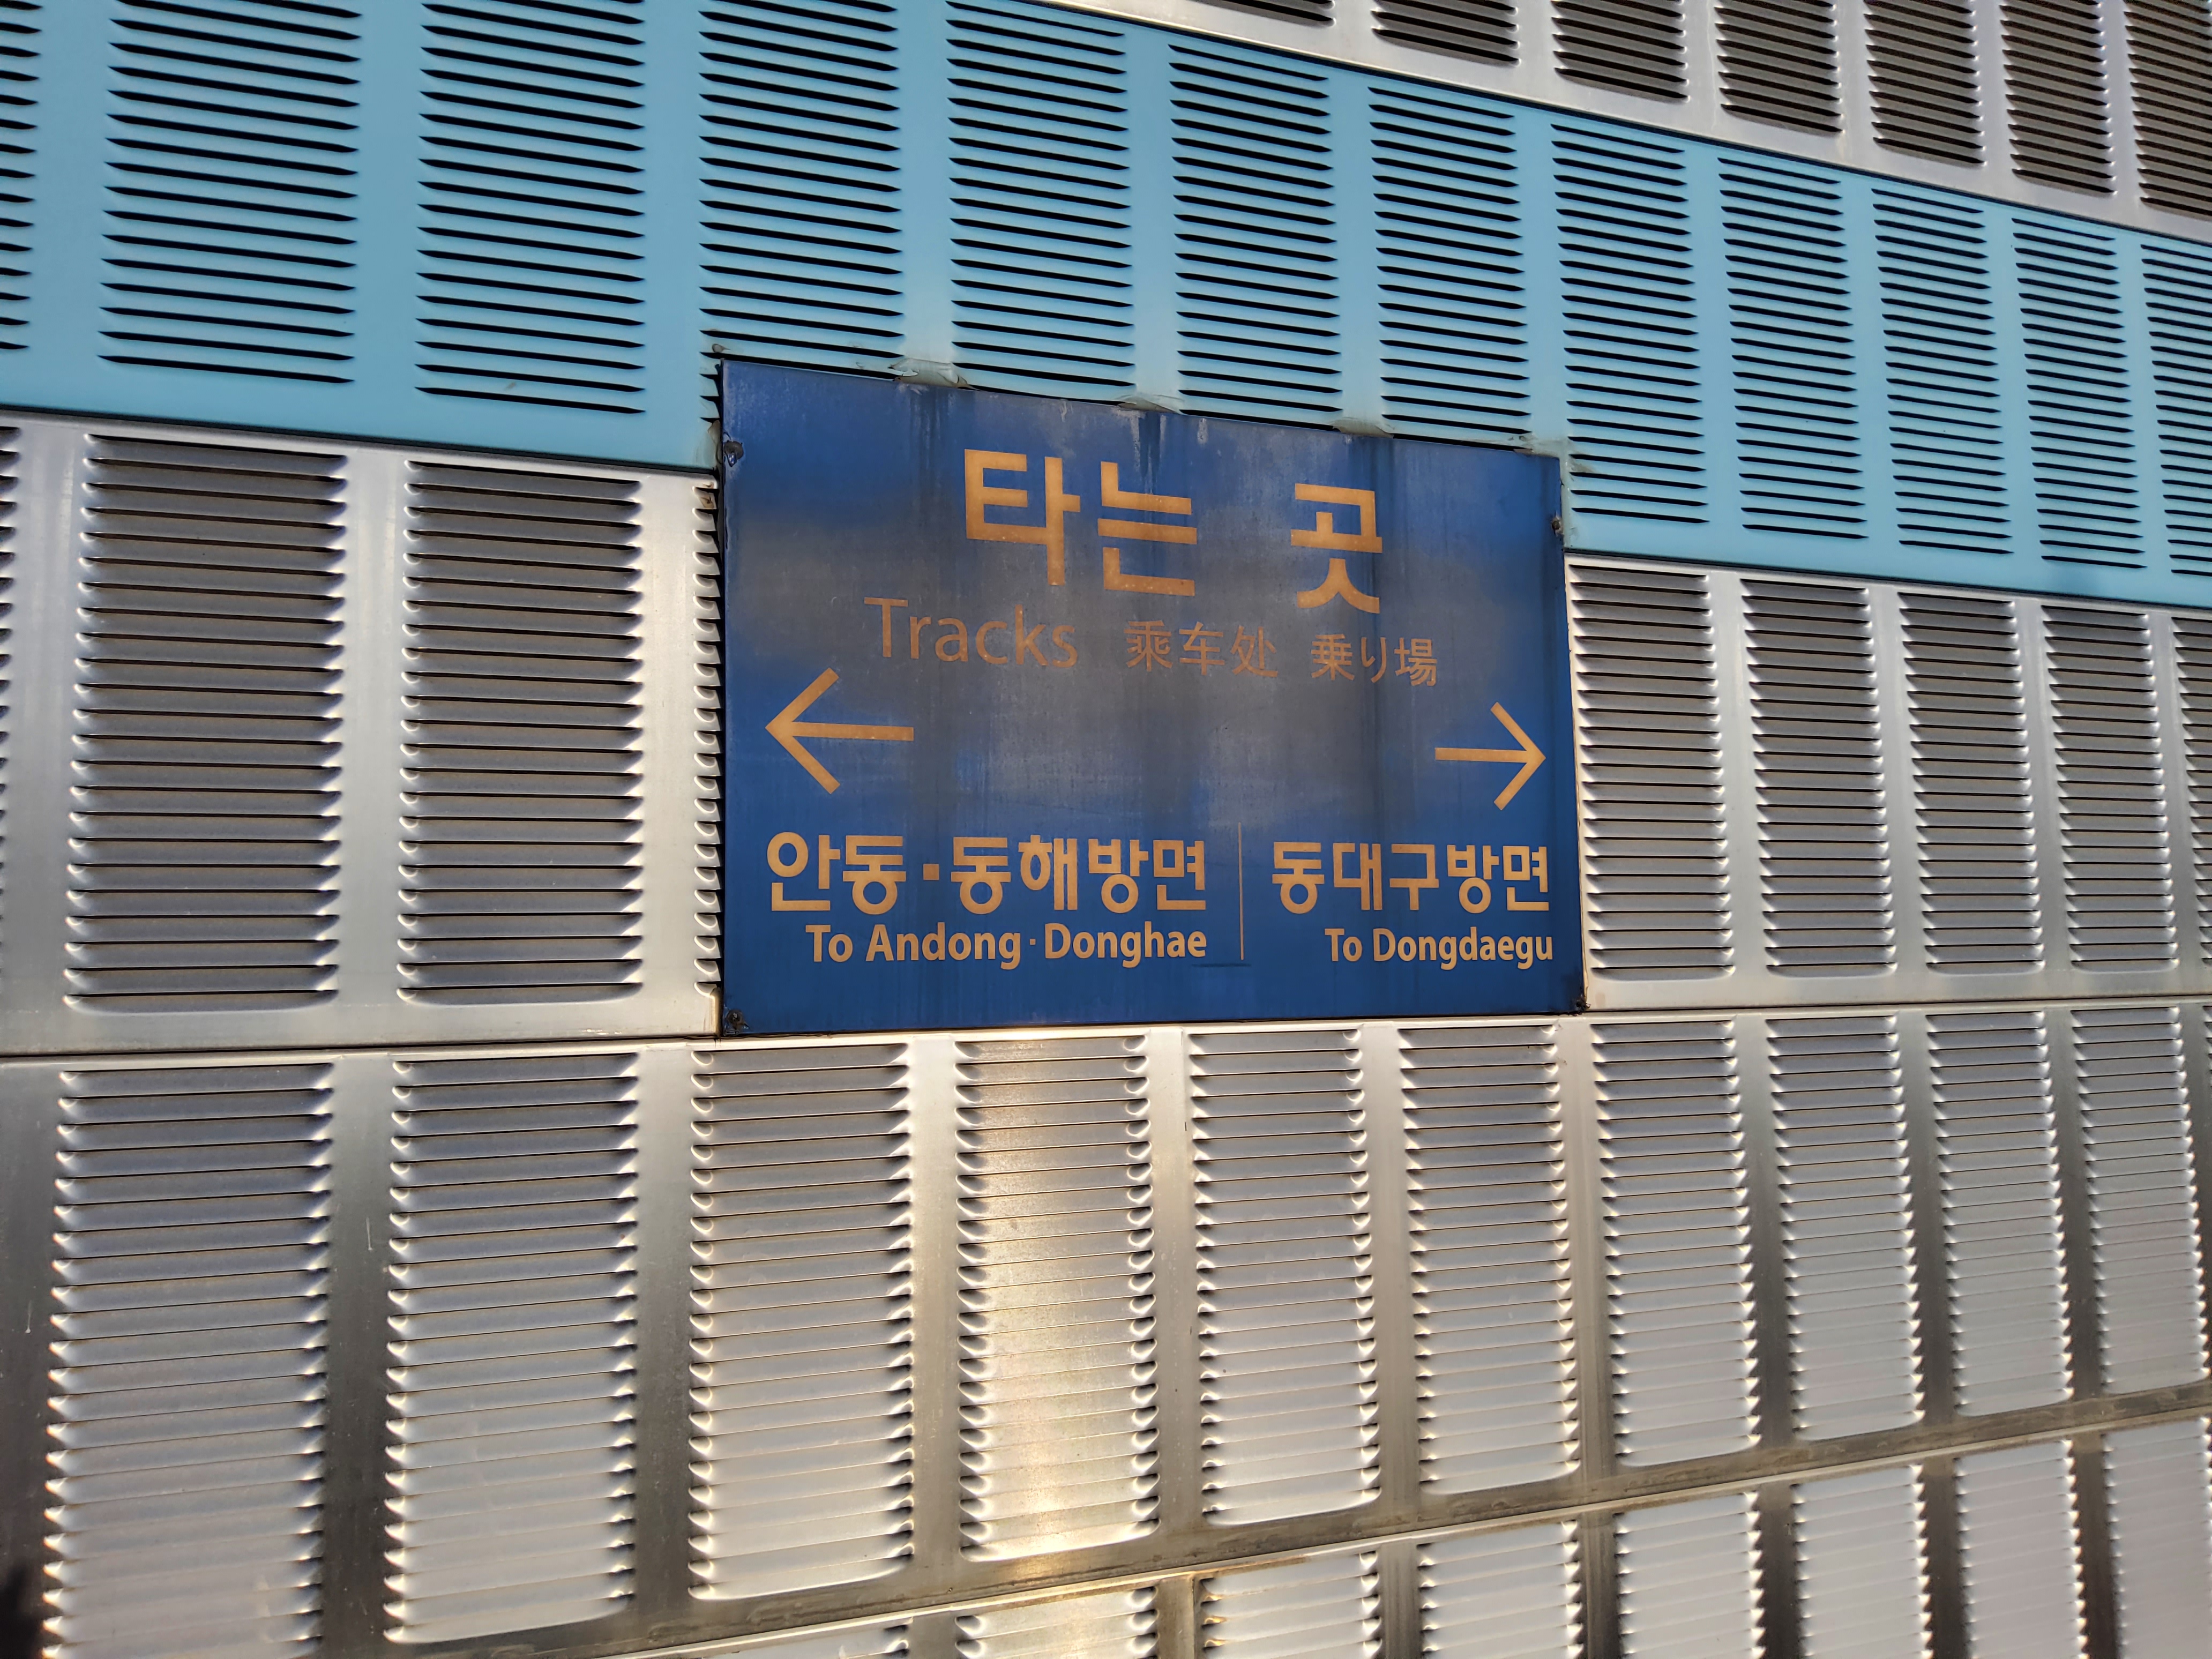 타는 곳
Tracks 乘车处 乗り場
← →
안동·동해방면 | 동대구방면
To Andong·Donghae | To Dongdaegu